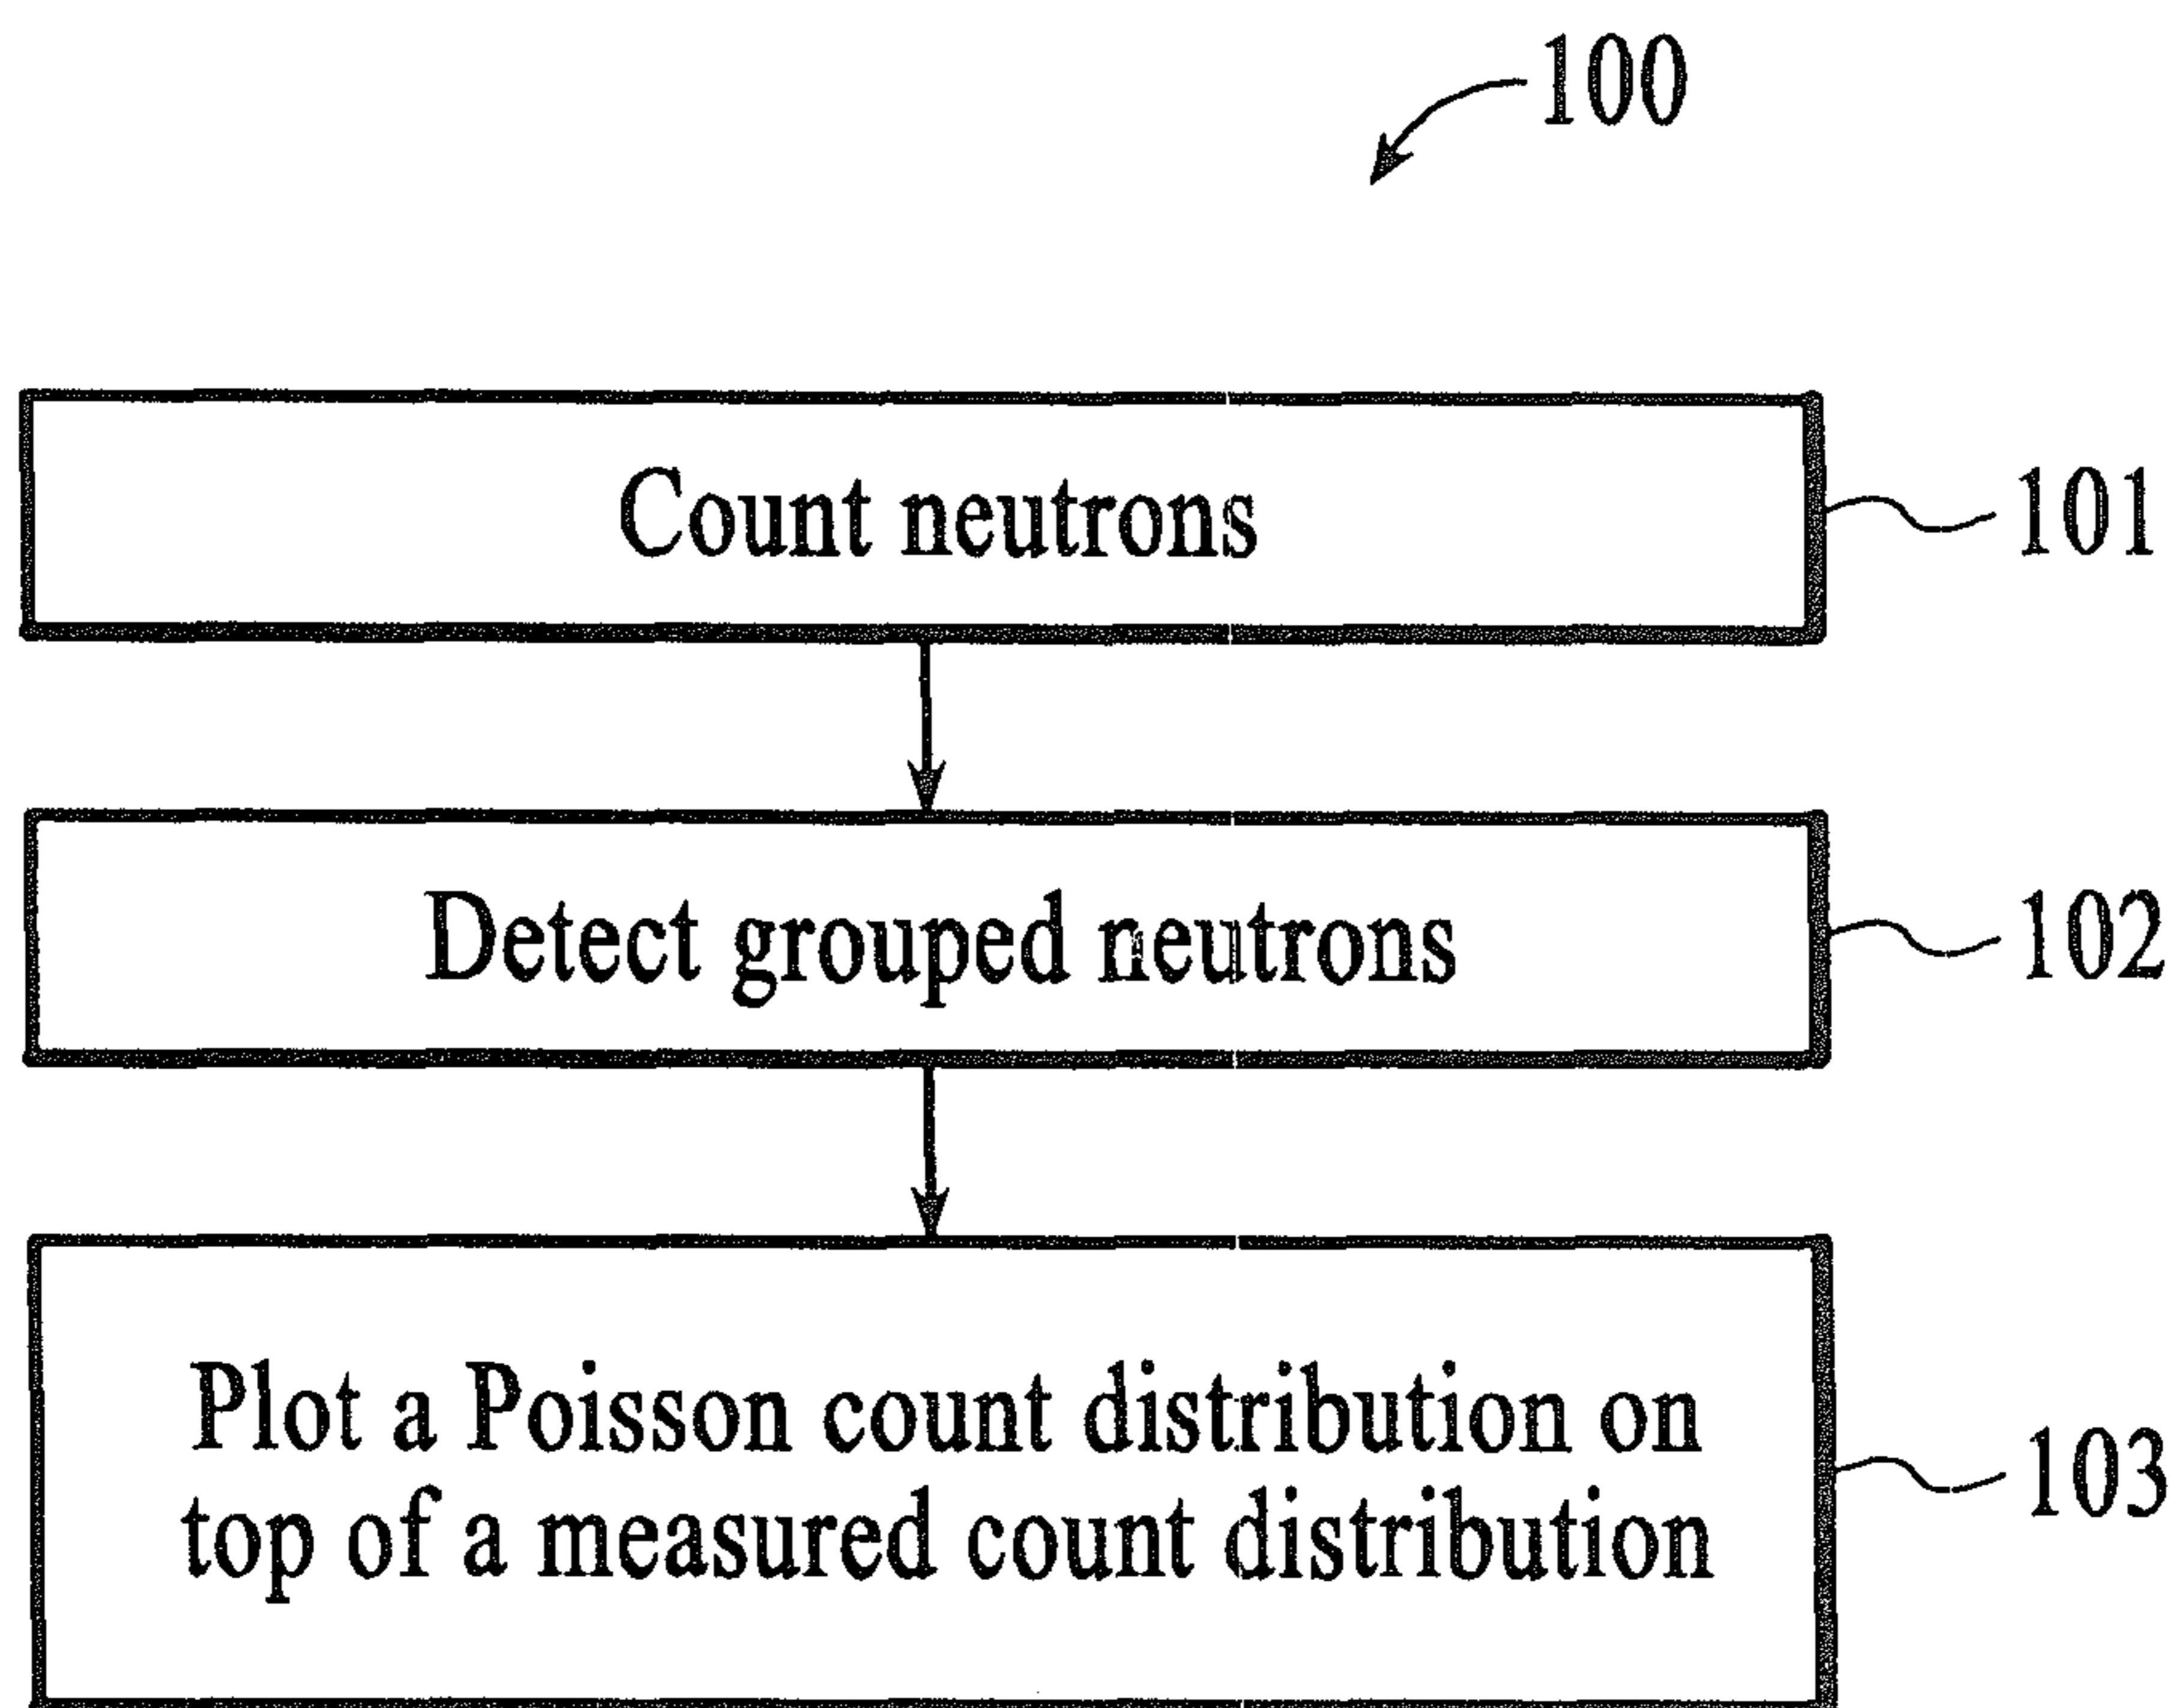 100
Count neutrons
101
Detect grouped neutrons
102
Plot a Poisson count distribution on
top of a measured count distribution
103